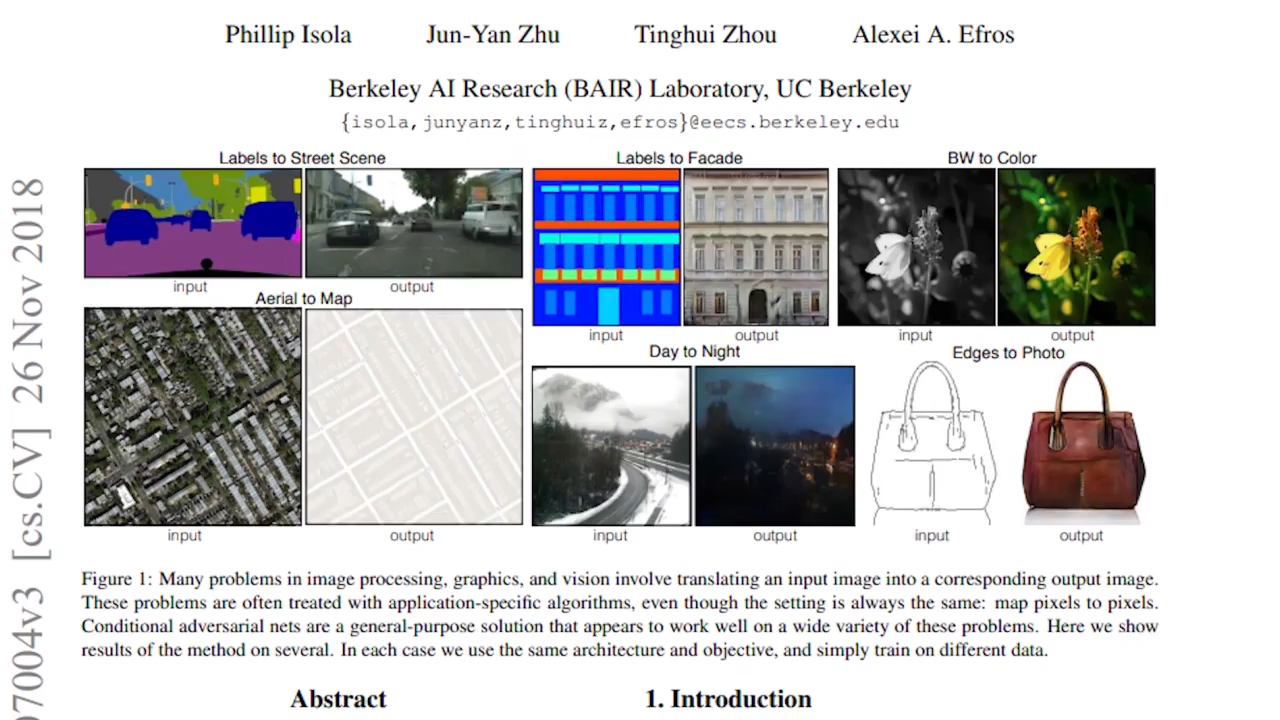 Phillip Isola Jun-Yan Zhu Tinghui Zhou Alexei A. Efros
Berkeley AI Research (BAIR) Laboratory, UC Berkeley
{isola,junyanz,tinghuiz,efros}@eecs.berkeley.edu
Labels to Street Scene
input output
Aerial to Map
input output
Labels to Facade
input output
BW to Color
input output
Day to Night
input output
Edges to Photo
input output
Figure 1: Many problems in image processing, graphics, and vision involve translating an input image into a corresponding output image.
These problems are often treated with application-specific algorithms, even though the setting is always the same: map pixels to pixels.
Conditional adversarial nets are a general-purpose solution that appears to work well on a wide variety of these problems. Here we show
results of the method on several. In each case we use the same architecture and objective, and simply train on different data.
Abstract
1. Introduction
07004v3 [cs.CV] 26 Nov 2018